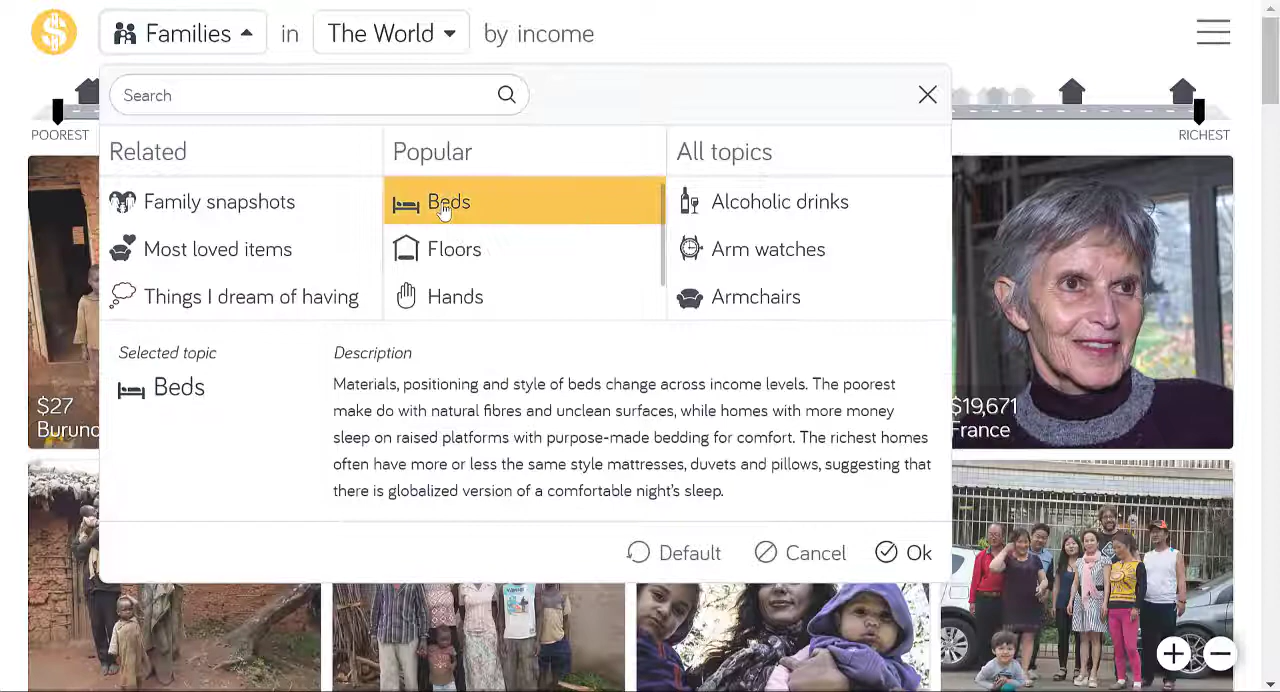 $ Families in The World by income
Search
POOREST
RICHEST
Related
Popular
All topics
Family snapshots
Beds
Alcoholic drinks
Most loved items
Floors
Arm watches
Things I dream of having
Hands
Armchairs
Selected topic
Beds
Description
Materials, positioning and style of beds change across income levels. The poorest
make do with natural fibres and unclean surfaces, while homes with more money
sleep on raised platforms with purpose-made bedding for comfort. The richest homes
often have more or less the same style mattresses, duvets and pillows, suggesting that
there is globalized version of a comfortable night's sleep.
$27
Burund
$19,671
France
Default
Cancel
Ok